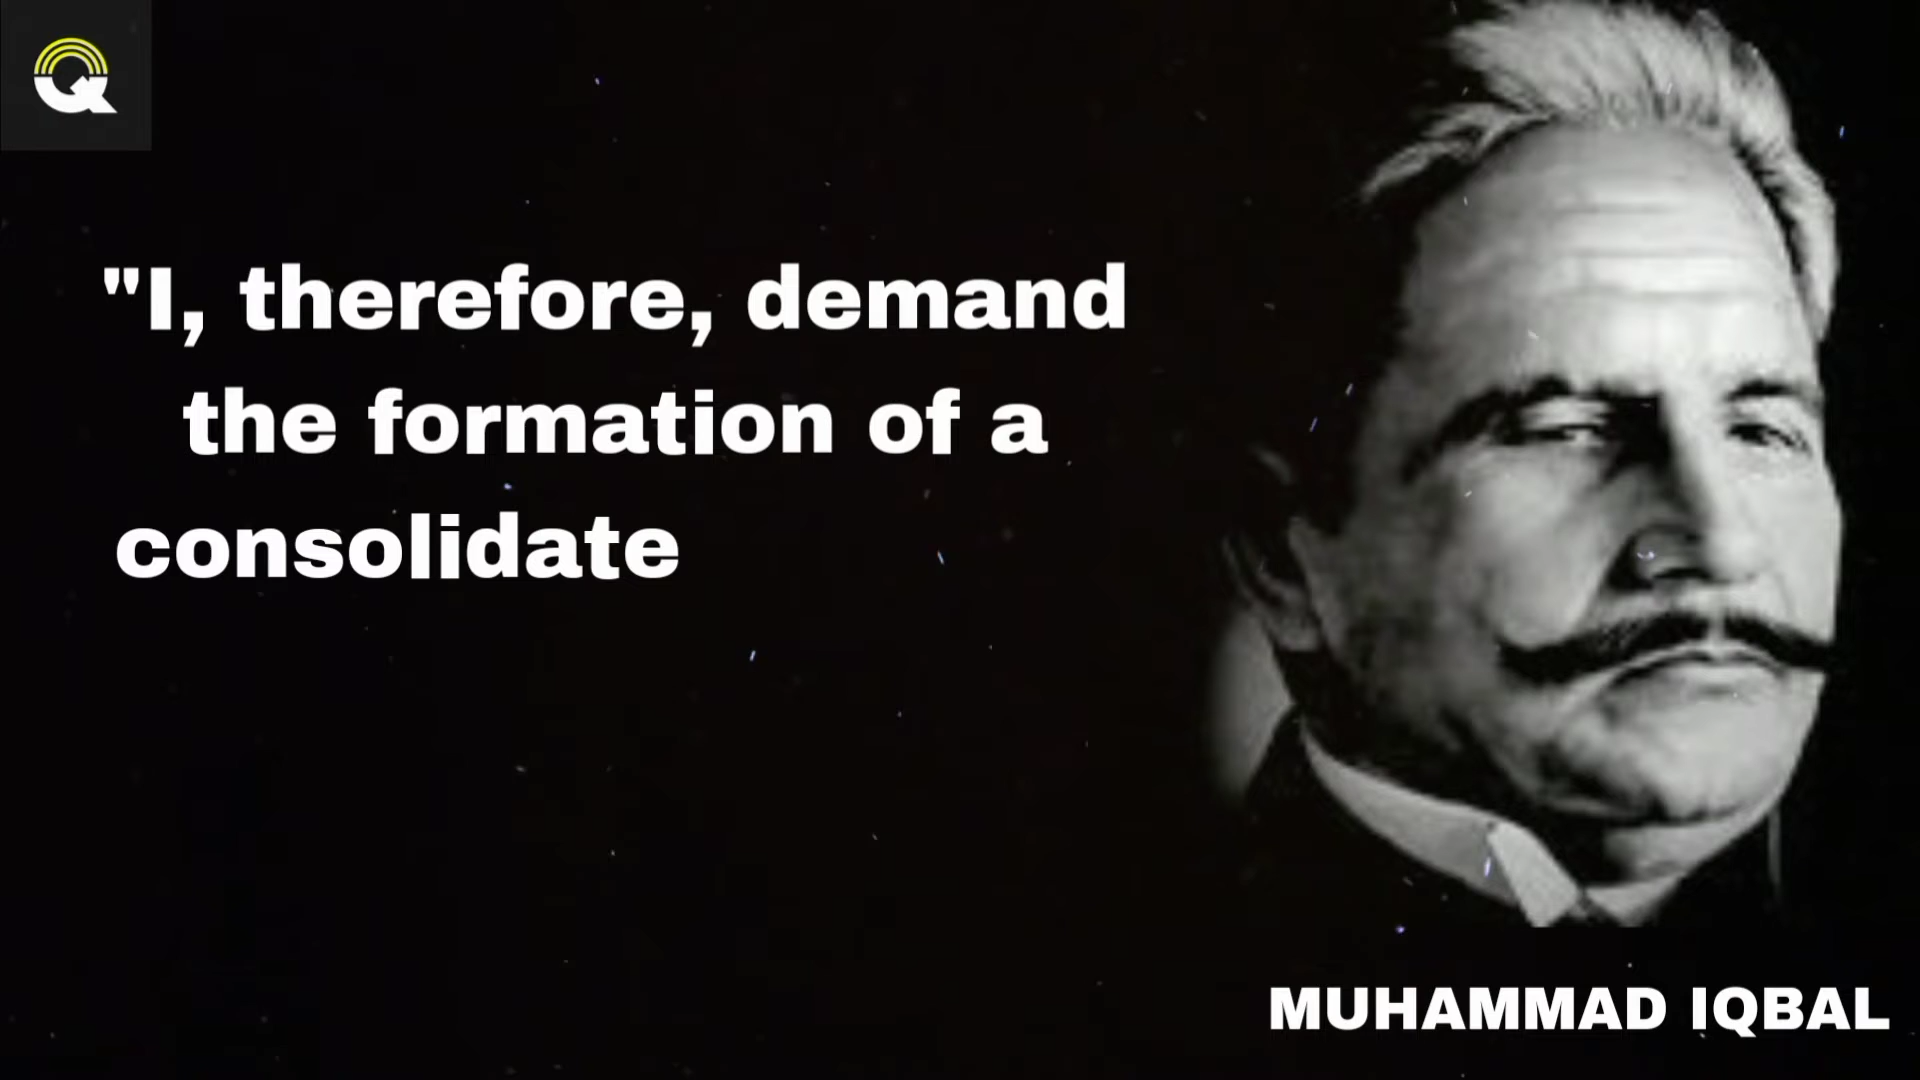 "I, therefore, demand
the formation of a
consolidate
MUHAMMAD IQBAL